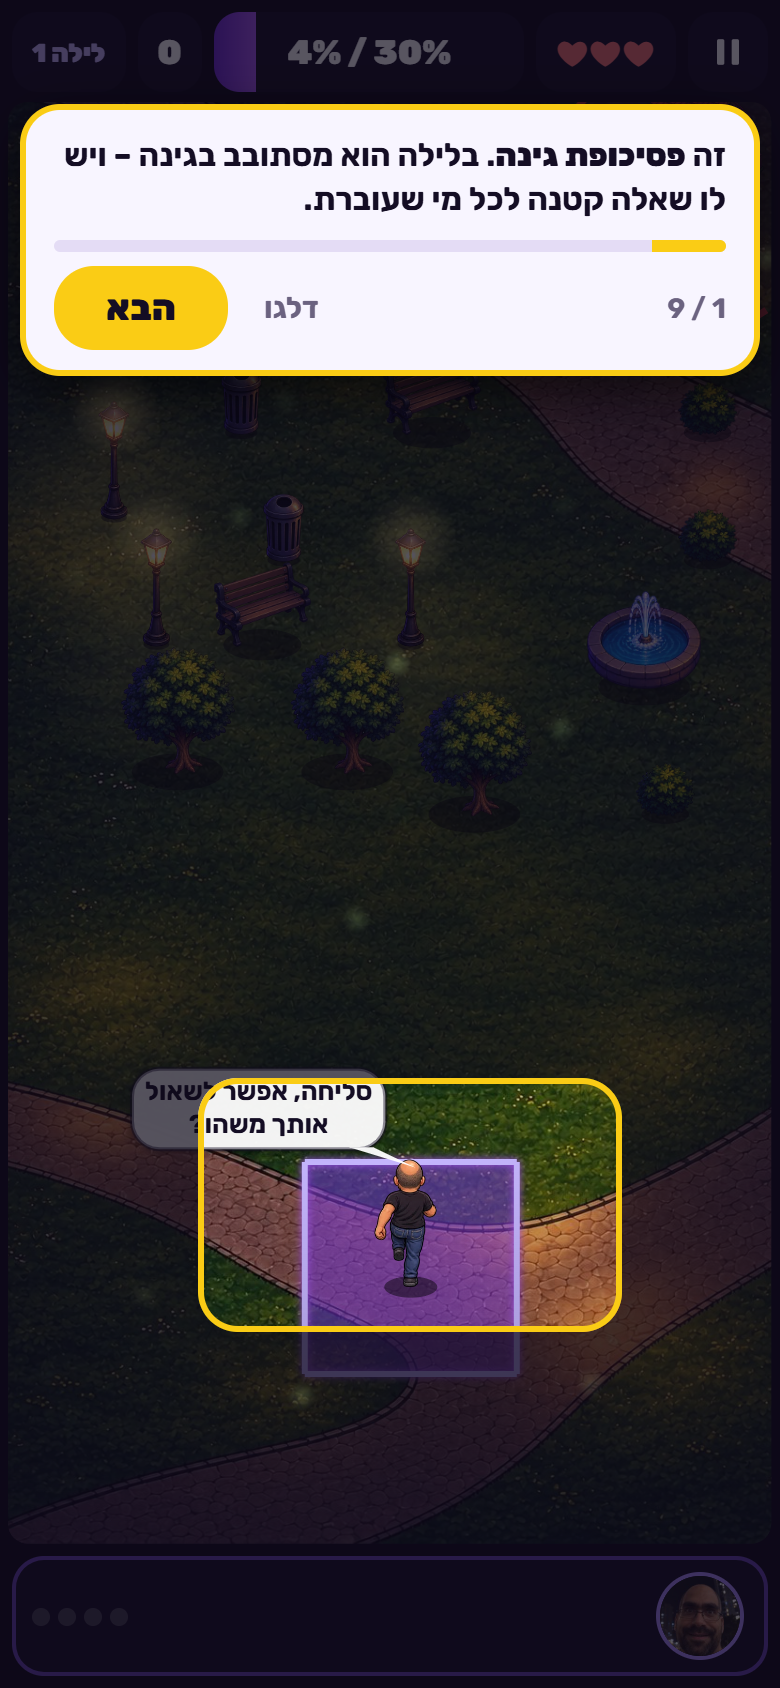 לילה 1
0
4% / 30%
זה פסיכופת גינה. בלילה הוא מסתובב בגינה – ויש
לו שאלה קטנה לכל מי שעוברת.
1 / 9
דלגו
הבא
סליחה, אפשר לשאול
אותך משהו?